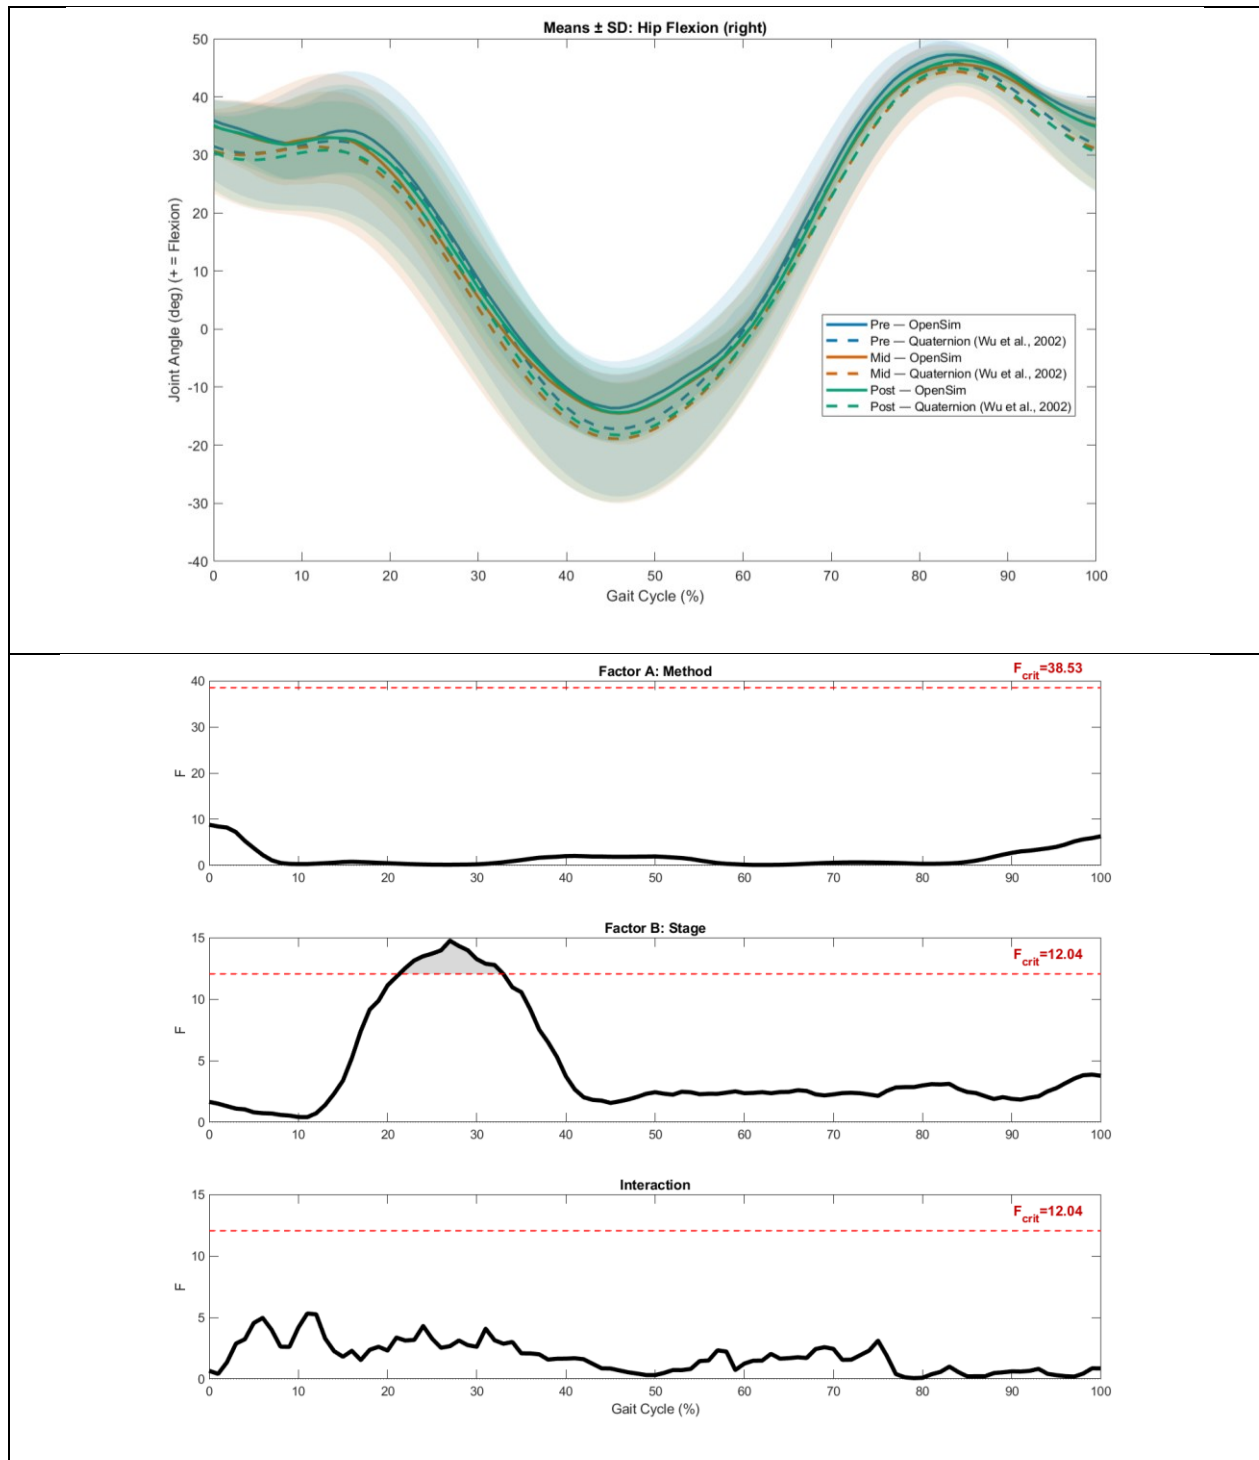 Means ± SD: Hip Flexion (right)
50
40
30
20
10
0
-10
-20
-30
-40
Joint Angle (deg) (+ = Flexion)
Pre — OpenSim
Pre — Quaternion (Wu et al., 2002)
Mid — OpenSim
Mid — Quaternion (Wu et al., 2002)
Post — OpenSim
Post — Quaternion (Wu et al., 2002)
0 10 20 30 40 50 60 70 80 90 100
Gait Cycle (%)
Factor A: Method
Fcrit=38.53
40
30
20
10
0
F
0 10 20 30 40 50 60 70 80 90 100
Factor B: Stage
Fcrit=12.04
15
10
5
0
F
0 10 20 30 40 50 60 70 80 90 100
Interaction
Fcrit=12.04
15
10
5
0
F
0 10 20 30 40 50 60 70 80 90 100
Gait Cycle (%)